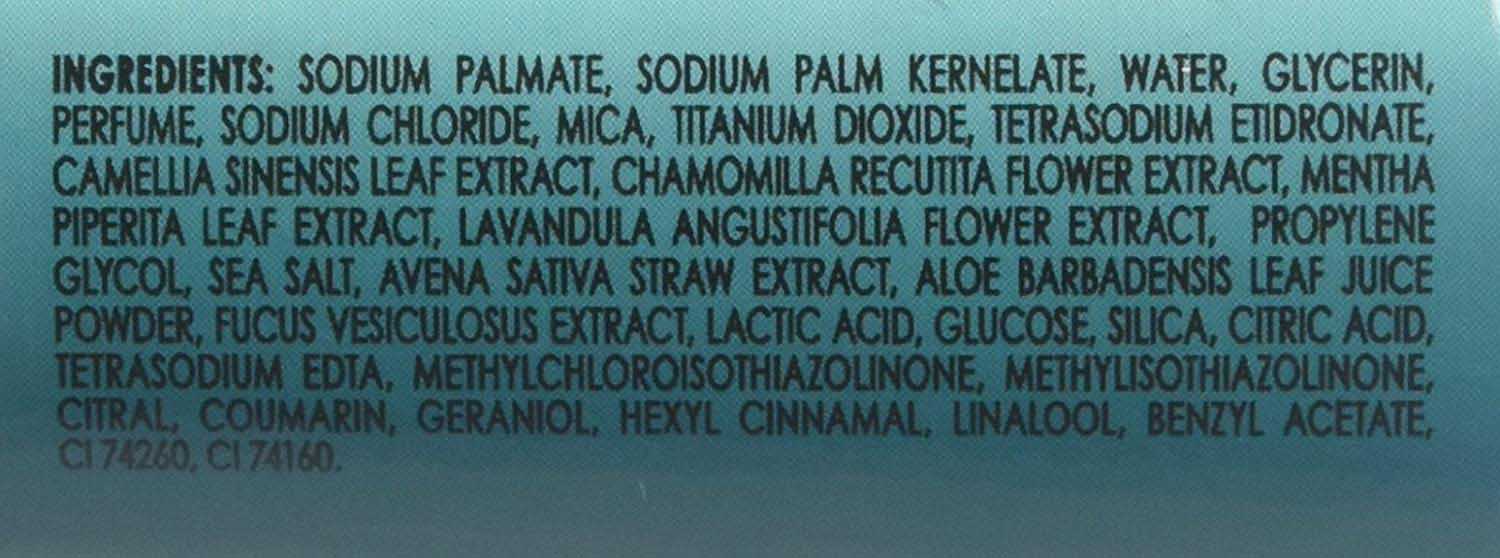 INGREDIENTS: SODIUM PALMATE, SODIUM PALM KERNELATE, WATER, GLYCERIN,
PERFUME, SODIUM CHLORIDE, MICA, TITANIUM DIOXIDE, TETRASODIUM ETIDRONATE,
CAMELLIA SINENSIS LEAF EXTRACT, CHAMOMILLA RECUTITA FLOWER EXTRACT, MENTHA
PIPERITA LEAF EXTRACT, LAVANDULA ANGUSTIFOLIA FLOWER EXTRACT, PROPYLENE
GLYCOL, SEA SALT, AVENA SATIVA STRAW EXTRACT, ALOE BARBADENSIS LEAF JUICE
POWDER, FUCUS VESICULOSUS EXTRACT, LACTIC ACID, GLUCOSE, SILICA, CITRIC ACID,
TETRASODIUM EDTA, METHYLCHLOROISOTHIAZOLINONE, METHYLISOTHIAZOLINONE,
CITRAL, COUMARIN, GERANIOL, HEXYL CINNAMAL, LINALOOL, BENZYL ACETATE,
CI 74260, CI 74160.